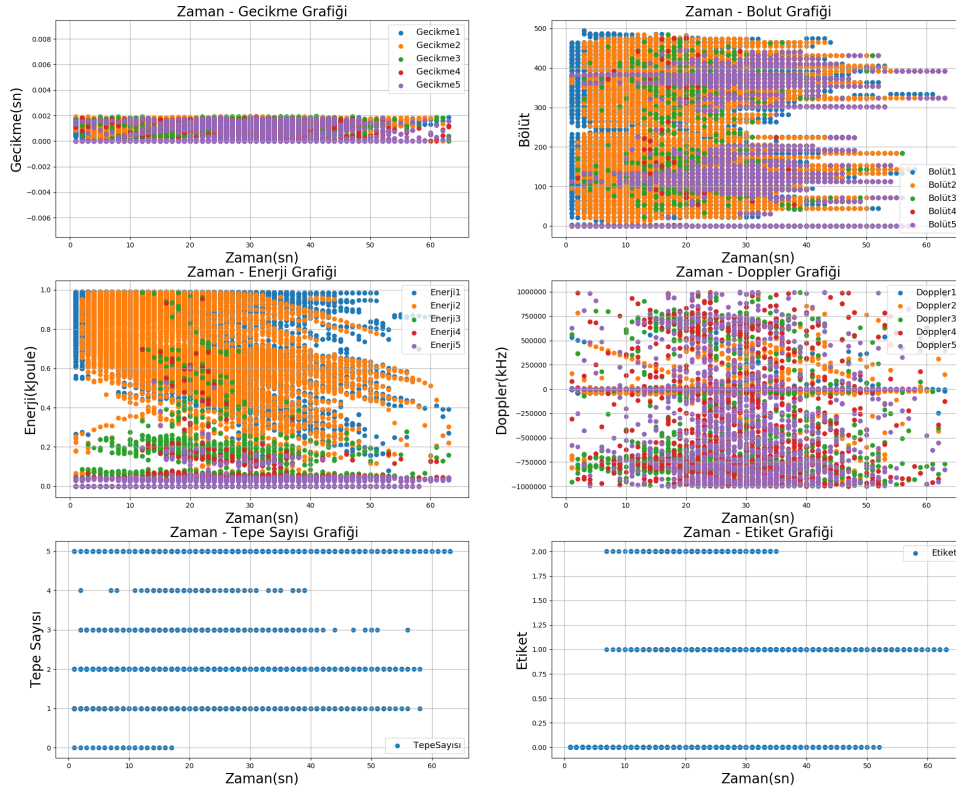 Zaman - Gecikme Grafiği
Gecikme(sn)
0.008
0.006
0.004
0.002
0.000
−0.002
−0.004
−0.006
Gecikme1
Gecikme2
Gecikme3
Gecikme4
Gecikme5
0 10 20 30 40 50 60
Zaman(sn)
Zaman - Bolut Grafiği
Bölüt
500
400
300
200
100
0
Bolüt1
Bolüt2
Bolüt3
Bolüt4
Bolüt5
0 10 20 30 40 50 60
Zaman(sn)
Zaman - Enerji Grafiği
Enerji(kJoule)
1.0
0.8
0.6
0.4
0.2
0.0
Enerji1
Enerji2
Enerji3
Enerji4
Enerji5
0 10 20 30 40 50 60
Zaman(sn)
Zaman - Doppler Grafiği
Doppler(kHz)
1000000
750000
500000
250000
0
−250000
−500000
−750000
−1000000
Doppler1
Doppler2
Doppler3
Doppler4
Doppler5
0 10 20 30 40 50 60
Zaman(sn)
Zaman - Tepe Sayısı Grafiği
Tepe Sayısı
5
4
3
2
1
0
TepeSayısı
0 10 20 30 40 50 60
Zaman(sn)
Zaman - Etiket Grafiği
Etiket
2.00
1.75
1.50
1.25
1.00
0.75
0.50
0.25
0.00
Etiket
0 10 20 30 40 50 60
Zaman(sn)